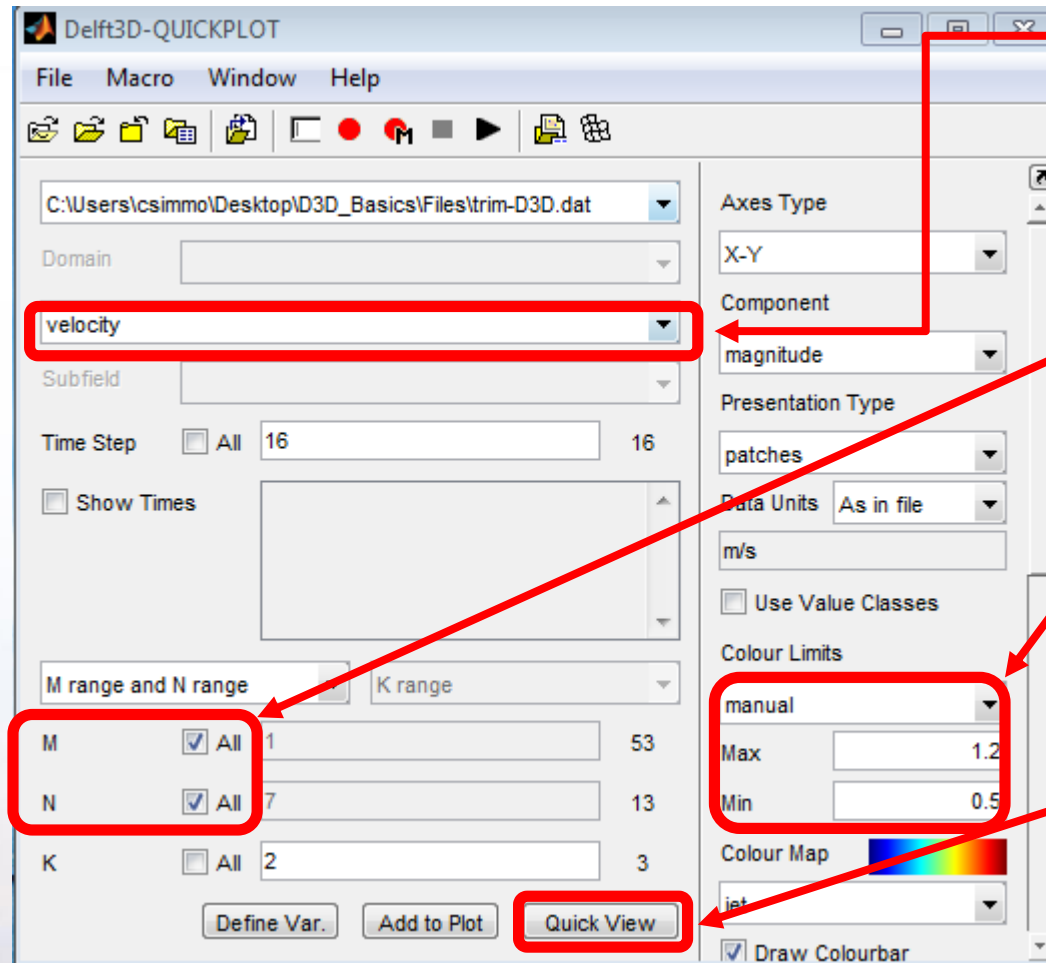 Delft3D-QUICKPLOT
File Macro Window Help
C:\Users\csimmo\Desktop\D3D_Basics\Files\trim-D3D.dat
Domain
velocity
Subfield
Time Step All 16 16
Show Times
M range and N range K range
M All 1 53
N All 7 13
K All 2 3
Define Var. Add to Plot Quick View
Axes Type
X-Y
Component
magnitude
Presentation Type
patches
Data Units As in file
m/s
Use Value Classes
Colour Limits
manual
Max 1.2
Min 0.5
Colour Map
jet
Draw Colourbar